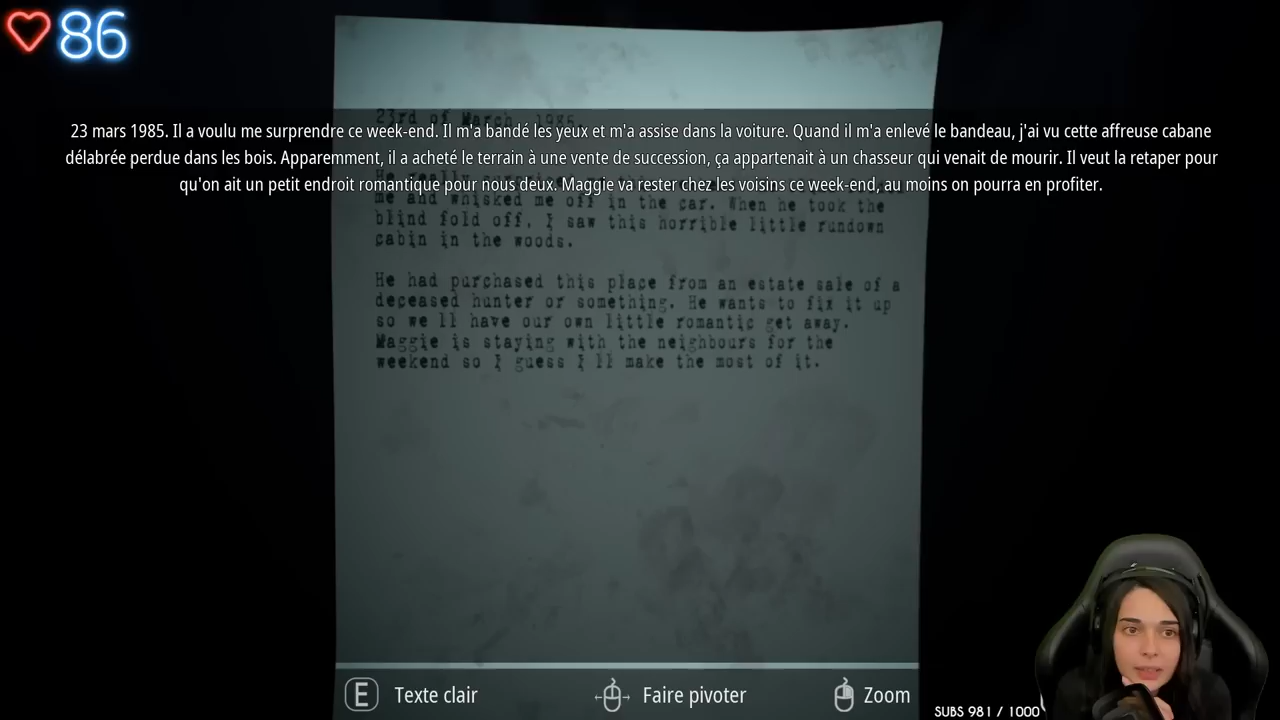 86
23rd of March, 1985.
23 mars 1985. Il a voulu me surprendre ce week-end. Il m'a bandé les yeux et m'a assise dans la voiture. Quand il m'a enlevé le bandeau, j'ai vu cette affreuse cabane
délabrée perdue dans les bois. Apparemment, il a acheté le terrain à une vente de succession, ça appartenait à un chasseur qui venait de mourir. Il veut la retaper pour
qu'on ait un petit endroit romantique pour nous deux. Maggie va rester chez les voisins ce week-end, au moins on pourra en profiter.
He really
me and whisked me off in the car. When he took the
blind fold off, I saw this horrible little rundown
cabin in the woods.
He had purchased this place from an estate sale of a
deceased hunter or something. He wants to fix it up
so we ll have our own little romantic get away.
Maggie is staying with the neighbours for the
weekend so I guess I ll make the most of it.
E Texte clair Faire pivoter Zoom
SUBS 981 / 1000